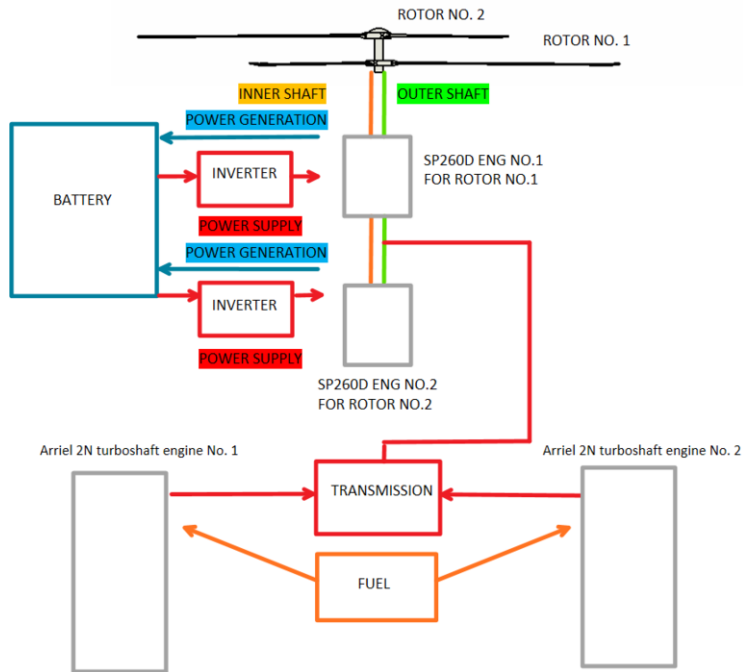 ROTOR NO. 2
ROTOR NO. 1
INNER SHAFT
OUTER SHAFT
POWER GENERATION
SP260D ENG NO.1
FOR ROTOR NO.1
INVERTER
BATTERY
POWER SUPPLY
POWER GENERATION
INVERTER
POWER SUPPLY
SP260D ENG NO.2
FOR ROTOR NO.2
Arriel 2N turboshaft engine No. 1
Arriel 2N turboshaft engine No. 2
TRANSMISSION
FUEL